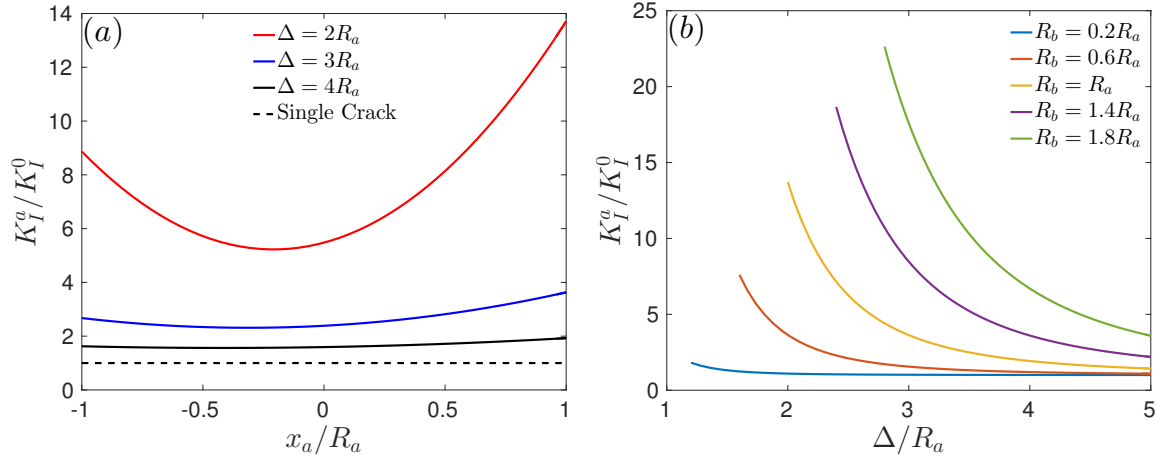 (a)
Δ = 2R_a
Δ = 3R_a
Δ = 4R_a
Single Crack
14
12
10
8
6
4
2
0
K_I^a/K_I^0
-1
-0.5
0
0.5
1
x_a/R_a
(b)
R_b = 0.2R_a
R_b = 0.6R_a
R_b = R_a
R_b = 1.4R_a
R_b = 1.8R_a
25
20
15
10
5
0
K_I^a/K_I^0
1
2
3
4
5
Δ/R_a